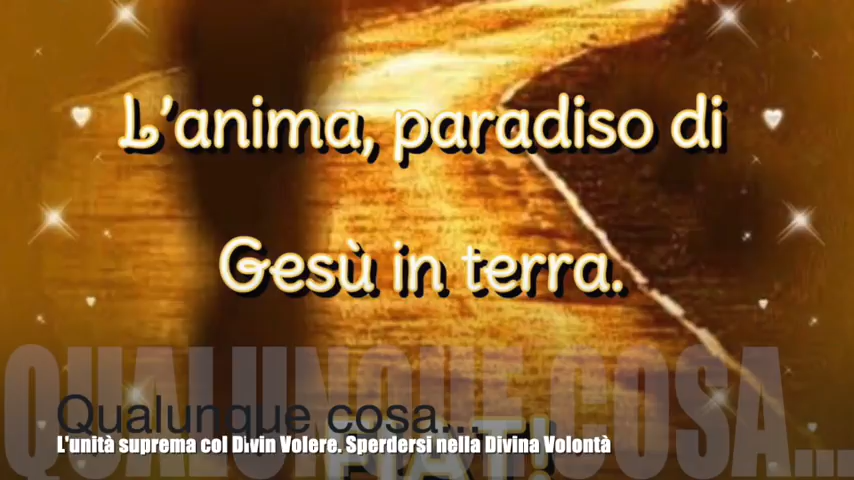 L'anima, paradiso di
Gesù in terra.
QUALUNQUE COSA...
Qualunque cosa...
L'unità suprema col Divin Volere. Sperdersi nella Divina Volontà
FIAT!